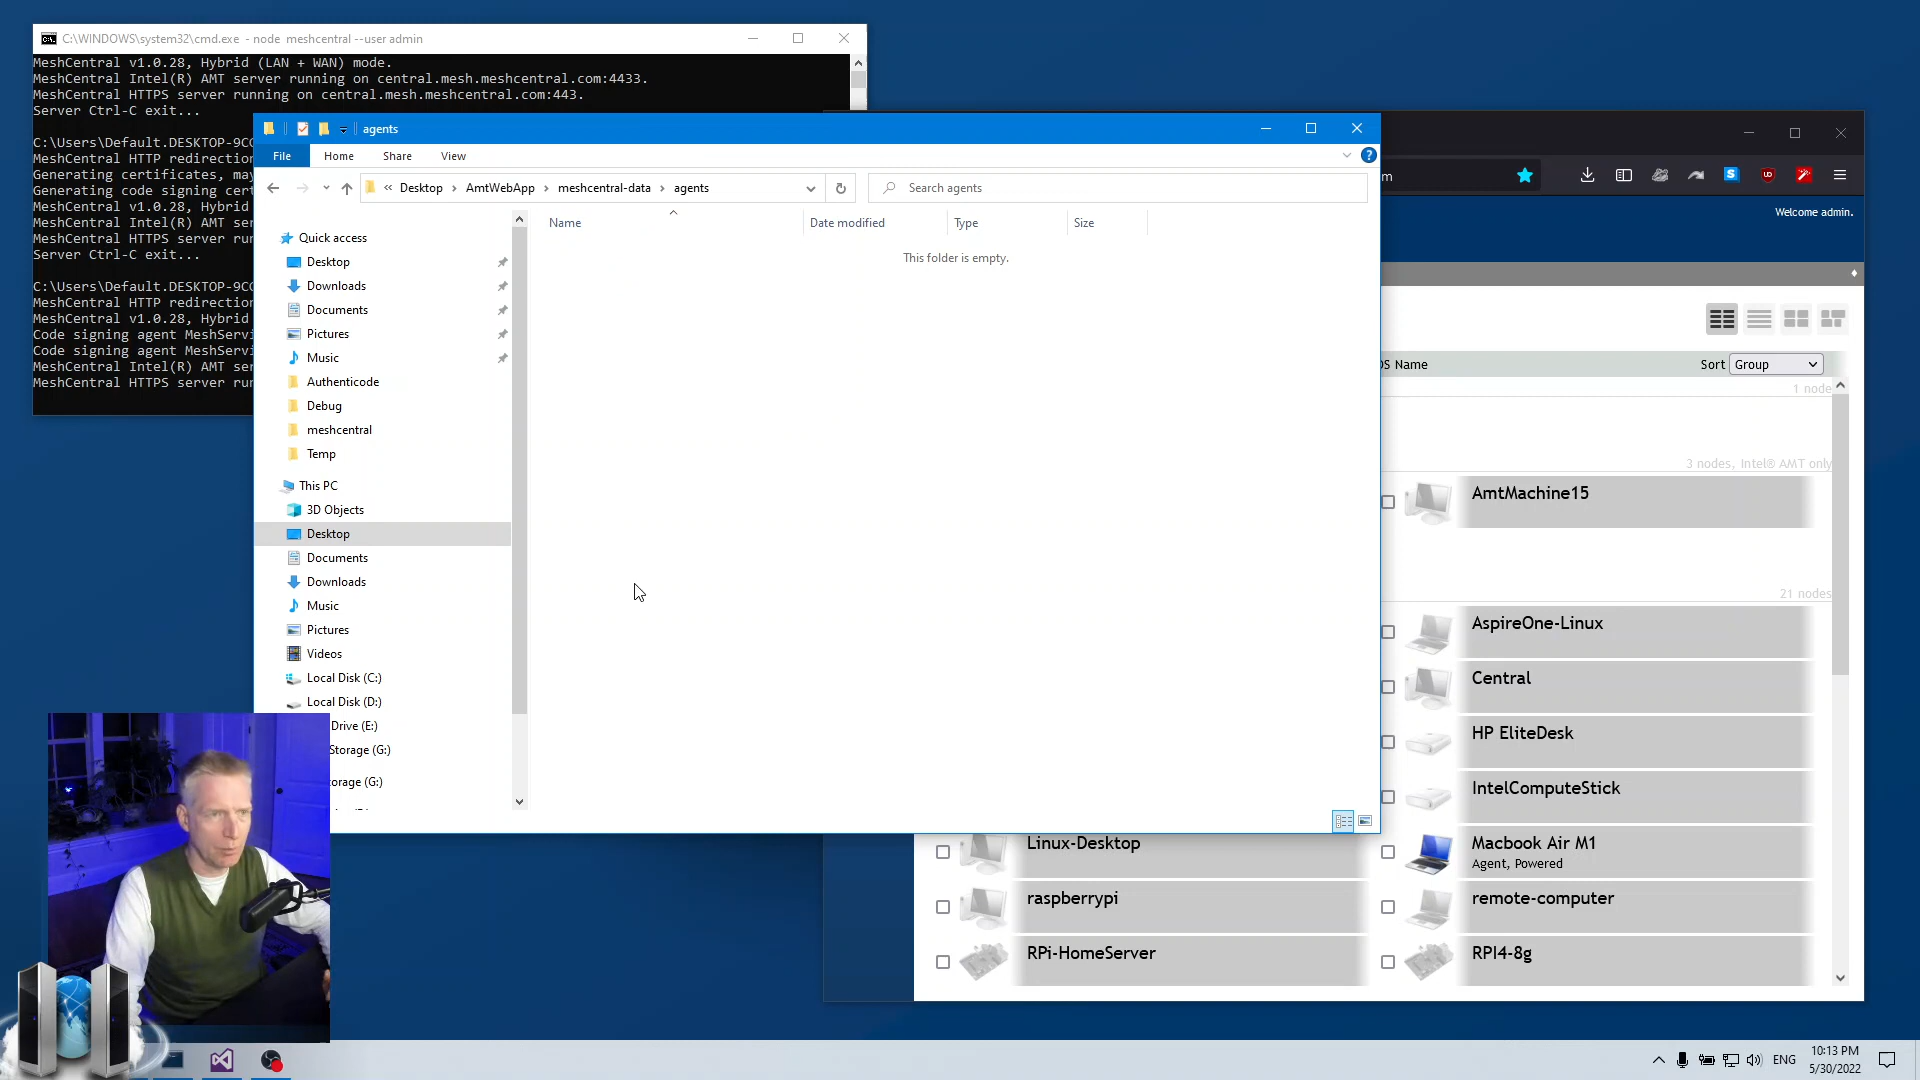 C:\WINDOWS\system32\cmd.exe - node meshcentral --user admin
MeshCentral v1.0.28, Hybrid (LAN + WAN) mode.
MeshCentral Intel(R) AMT server running on central.mesh.meshcentral.com:4433.
MeshCentral HTTPS server running on central.mesh.meshcentral.com:443.
Server Ctrl-C exit...
C:\Users\Default.DESKTOP-9CC
MeshCentral HTTP redirection
Generating certificates, may
Generating code signing cert
MeshCentral v1.0.28, Hybrid
MeshCentral Intel(R) AMT ser
MeshCentral HTTPS server run
Server Ctrl-C exit...
C:\Users\Default.DESKTOP-9CC
MeshCentral HTTP redirection
MeshCentral v1.0.28, Hybrid
Code signing agent MeshServi
Code signing agent MeshServi
MeshCentral Intel(R) AMT ser
MeshCentral HTTPS server run
agents
File Home Share View
« Desktop › AmtWebApp › meshcentral-data › agents
Search agents
Name Date modified Type Size
This folder is empty.
Quick access
Desktop
Downloads
Documents
Pictures
Music
Authenticode
Debug
meshcentral
Temp
This PC
3D Objects
Desktop
Documents
Downloads
Music
Pictures
Videos
Local Disk (C:)
Local Disk (D:)
Drive (E:)
Storage (G:)
orage (G:)
m
Welcome admin.
OS Name
Sort Group
1 node
3 nodes, Intel® AMT only
AmtMachine15
21 nodes
AspireOne-Linux
Central
HP EliteDesk
IntelComputeStick
Linux-Desktop
Macbook Air M1
Agent, Powered
raspberrypi
remote-computer
RPi-HomeServer
RPI4-8g
ENG
10:13 PM
5/30/2022